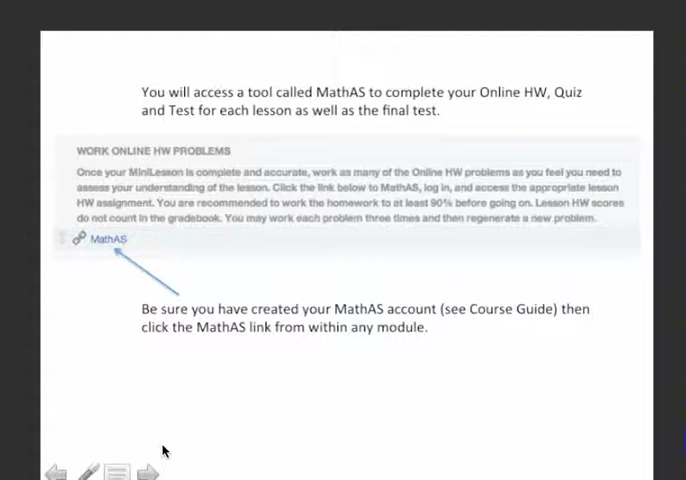 You will access a tool called MathAS to complete your Online HW, Quiz
and Test for each lesson as well as the final test.
WORK ONLINE HW PROBLEMS
Once your MiniLesson is complete and accurate, work as many of the Online HW problems as you feel you need to
assess your understanding of the lesson. Click the link below to MathAS, log in, and access the appropriate lesson
HW assignment. You are recommended to work the homework to at least 90% before going on. Lesson HW scores
do not count in the gradebook. You may work each problem three times and then regenerate a new problem.
MathAS
Be sure you have created your MathAS account (see Course Guide) then
click the MathAS link from within any module.